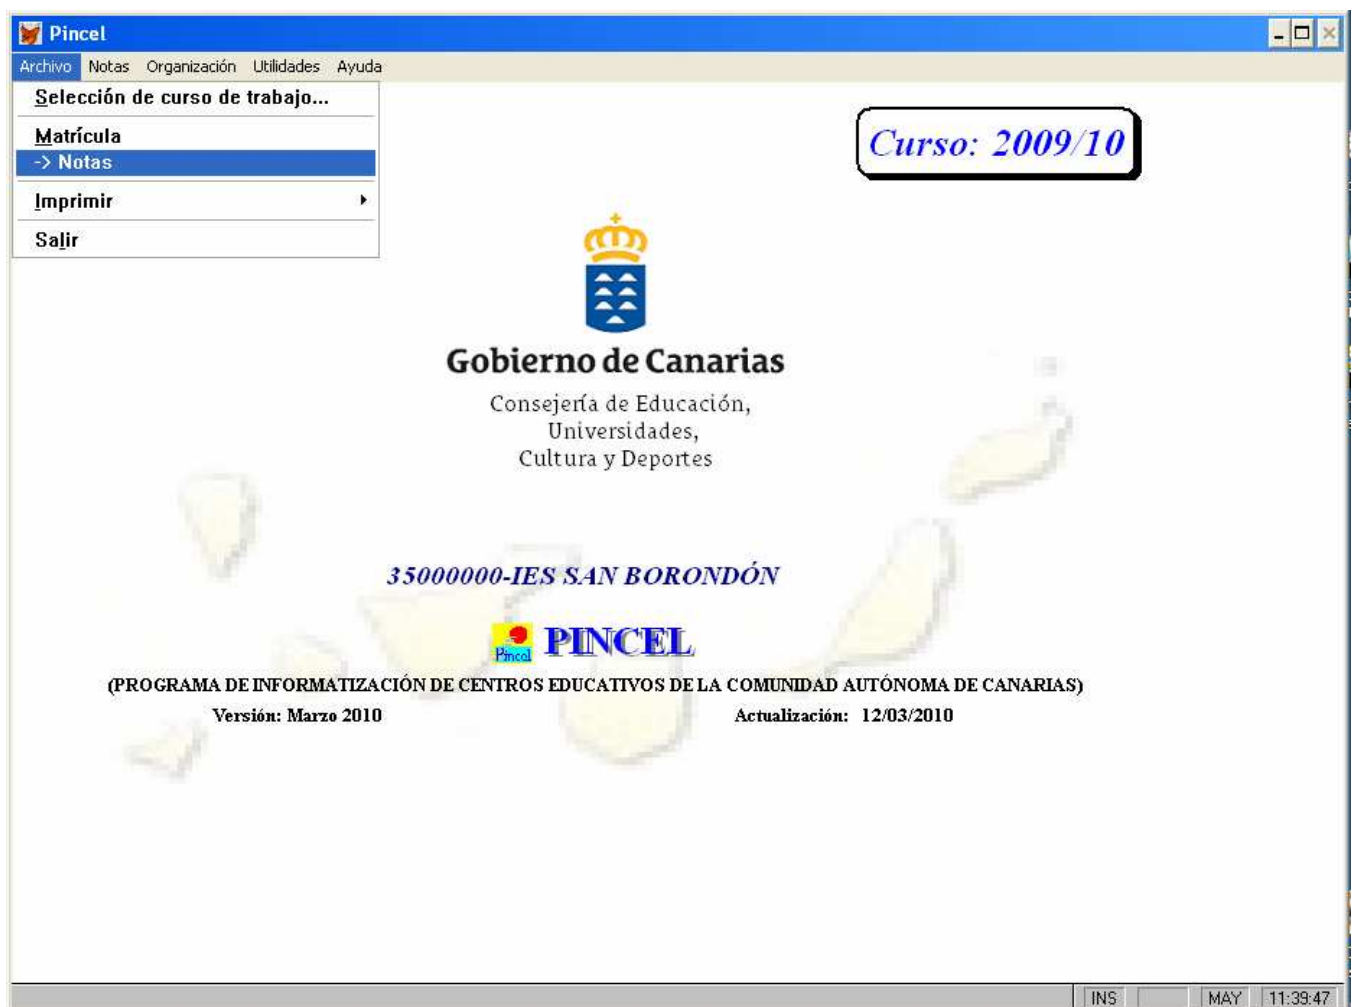 Pincel
Archivo Notas Organización Utilidades Ayuda
Selección de curso de trabajo...
Matrícula
-> Notas
Imprimir
Salir
Curso: 2009/10
Gobierno de Canarias
Consejería de Educación,
Universidades,
Cultura y Deportes
35000000-IES SAN BORONDÓN
Pincel PINCEL
(PROGRAMA DE INFORMATIZACIÓN DE CENTROS EDUCATIVOS DE LA COMUNIDAD AUTÓNOMA DE CANARIAS)
Versión: Marzo 2010 Actualización: 12/03/2010
INS MAY 11:39:47